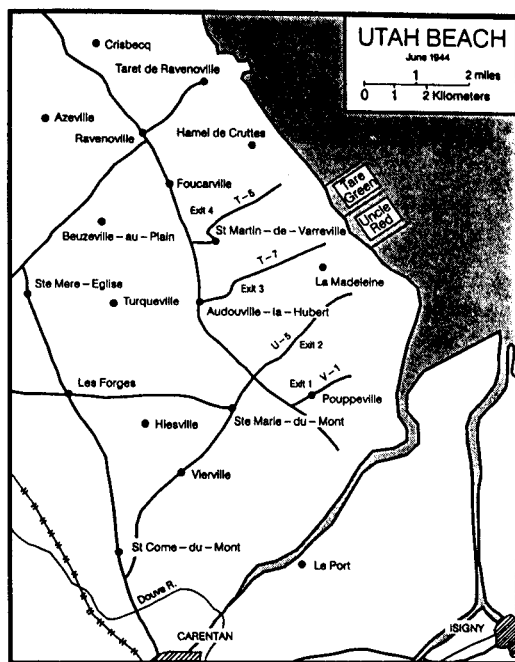 UTAH BEACH
June 1944
1 2 miles
0 1 2 Kilometers
Crisbecq
Taret de Ravenoville
Azeville
Ravenoville
Hamel de Cruttes
Foucarville
Tare
Green
Uncle
Red
T-5
Exit 4
St Martin-de-Varreville
Beuzeville-au-Plain
T-7
Ste Mere-Eglise
Exit 3
La Madeleine
Turqueville
Audouville-la-Hubert
U-5
Exit 2
Les Forges
Exit 1
V-1
Pouppeville
Hiesville
Ste Marie-du-Mont
Vierville
St Come-du-Mont
Le Port
Douve R.
CARENTAN
ISIGNY